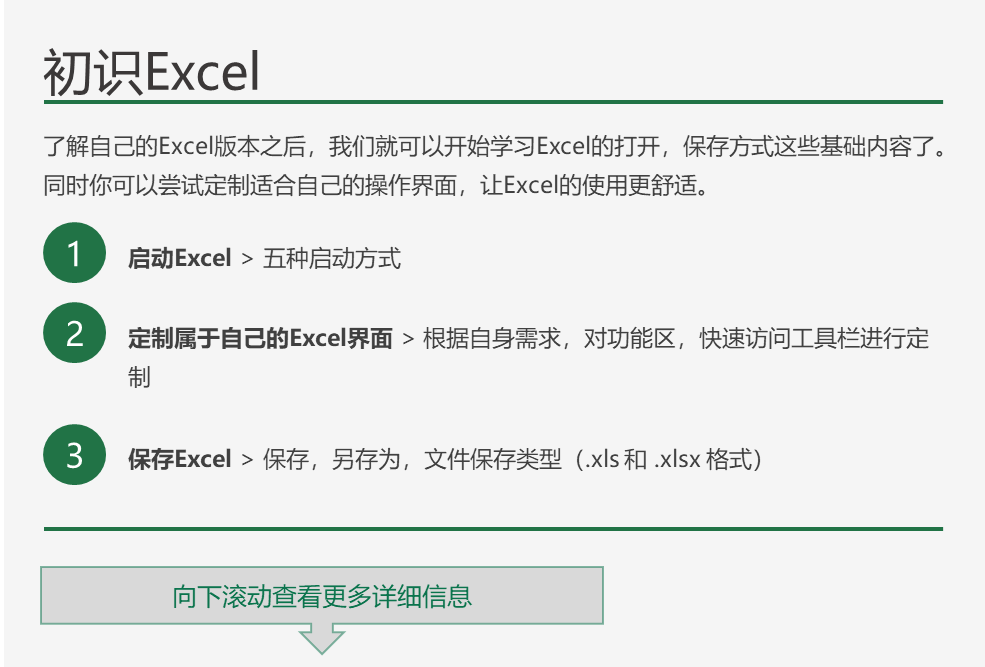 初识Excel
了解自己的Excel版本之后，我们就可以开始学习Excel的打开，保存方式这些基础内容了。
同时你可以尝试定制适合自己的操作界面，让Excel的使用更舒适。
1 启动Excel > 五种启动方式
2 定制属于自己的Excel界面 > 根据自身需求，对功能区，快速访问工具栏进行定
制
3 保存Excel > 保存，另存为，文件保存类型（.xls 和 .xlsx 格式）
向下滚动查看更多详细信息